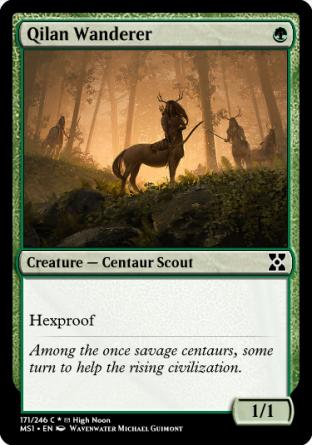 Qilan Wanderer
Creature — Centaur Scout
Hexproof
Among the once savage centaurs, some
turn to help the rising civilization.
1/1
171/246 C * High Noon
MS1 • EN Wavenwater Michael Guimont